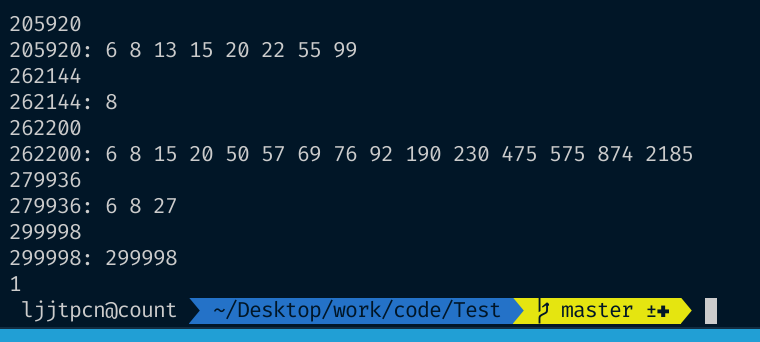 205920
205920: 6 8 13 15 20 22 55 99
262144
262144: 8
262200
262200: 6 8 15 20 50 57 69 76 92 190 230 475 575 874 2185
279936
279936: 6 8 27
299998
299998: 299998
1
ljjtpcn@count ~/Desktop/work/code/Test master ±✚